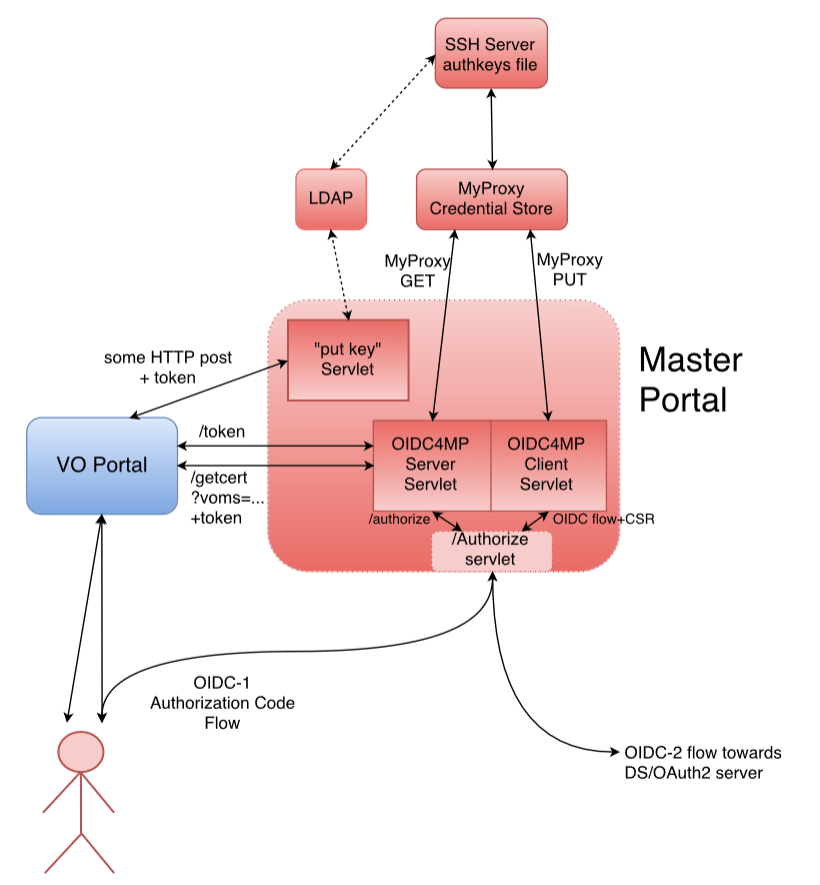 SSH Server
authkeys file
LDAP
MyProxy
Credential Store
MyProxy
GET
MyProxy
PUT
"put key"
Servlet
some HTTP post
+ token
Master
Portal
VO Portal
/token
/getcert
?voms=...
+token
OIDC4MP
Server
Servlet
OIDC4MP
Client
Servlet
/authorize
OIDC flow+CSR
/Authorize
servlet
OIDC-1
Authorization Code
Flow
OIDC-2 flow towards
DS/OAuth2 server